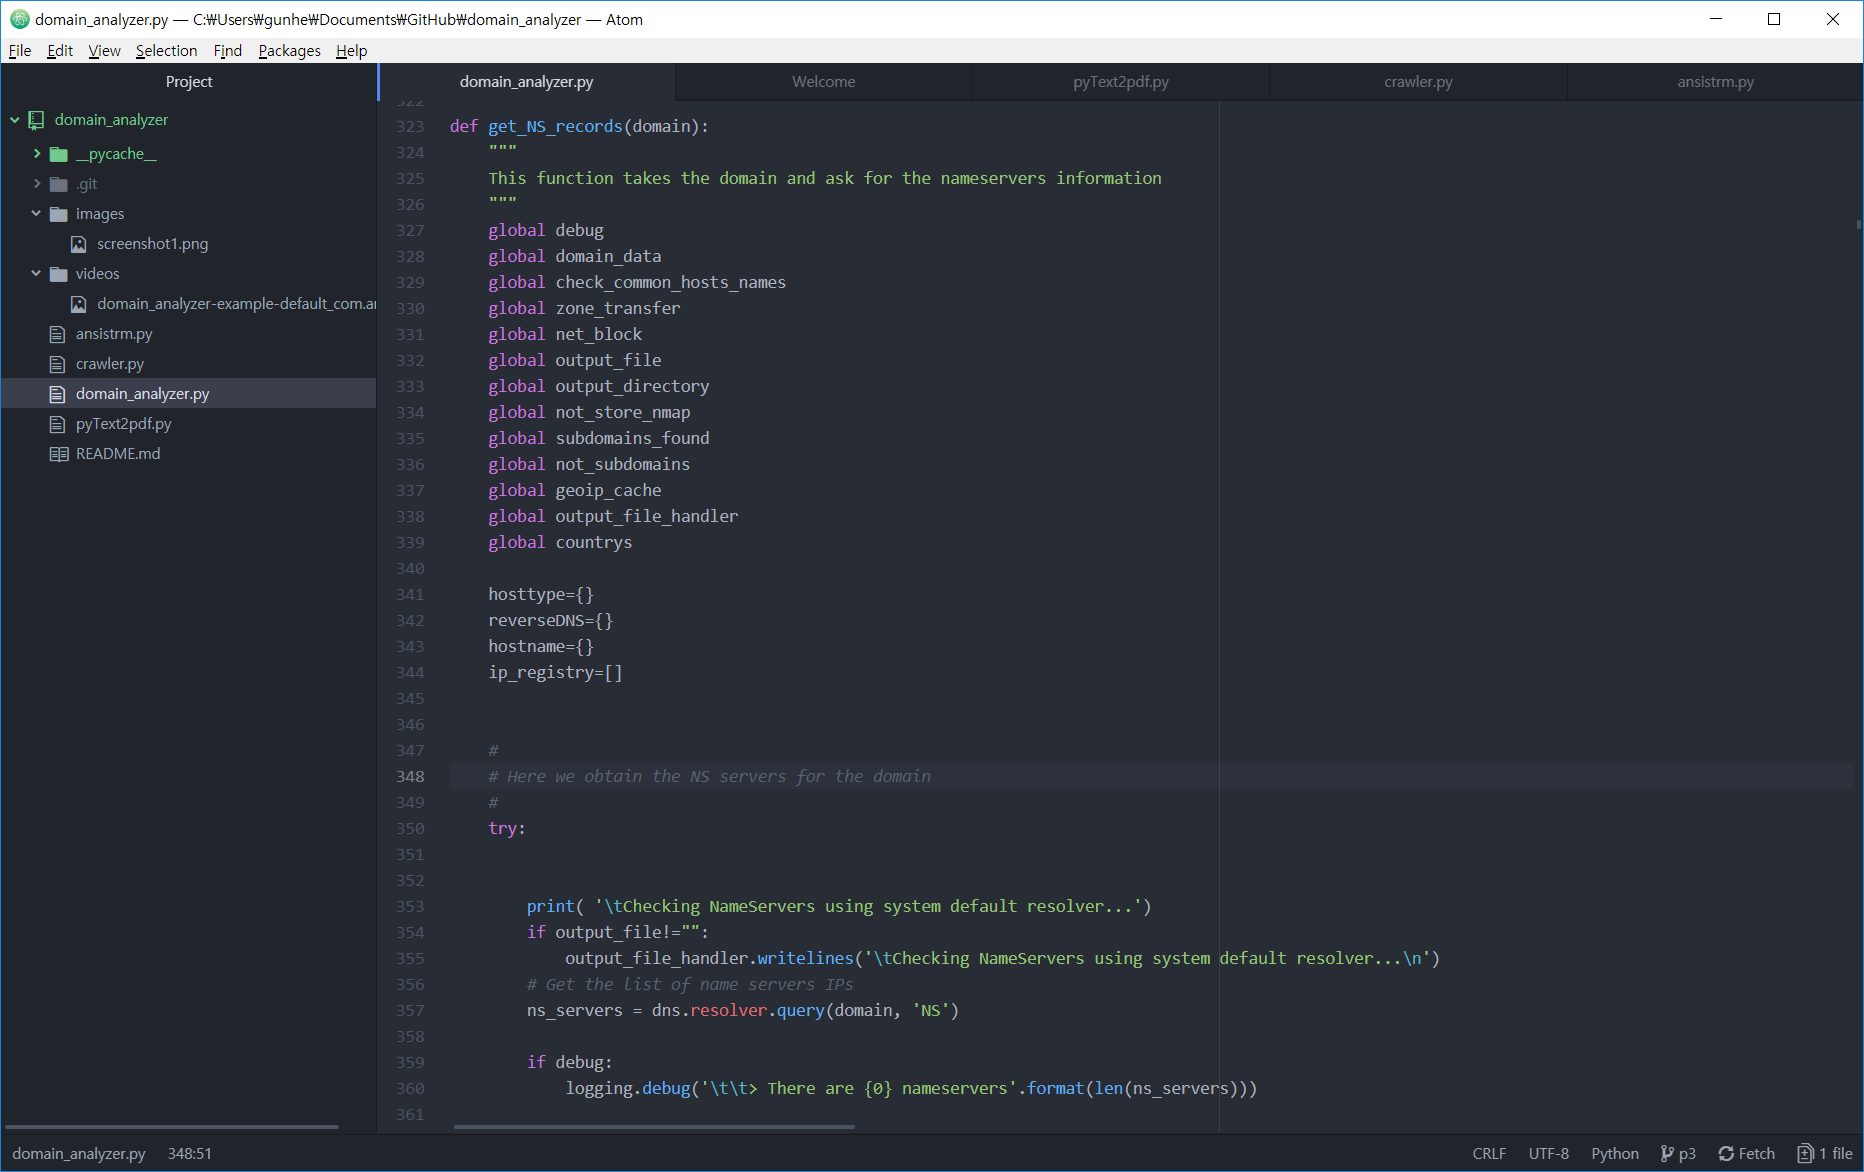 domain_analyzer.py — C:₩Users₩gunhe₩Documents₩GitHub₩domain_analyzer — Atom
File Edit View Selection Find Packages Help
Project
domain_analyzer
__pycache__
.git
images
screenshot1.png
videos
domain_analyzer-example-default_com.ar
ansistrm.py
crawler.py
domain_analyzer.py
pyText2pdf.py
README.md
domain_analyzer.py Welcome pyText2pdf.py crawler.py ansistrm.py
322
323 def get_NS_records(domain):
324 """
325 This function takes the domain and ask for the nameservers information
326 """
327 global debug
328 global domain_data
329 global check_common_hosts_names
330 global zone_transfer
331 global net_block
332 global output_file
333 global output_directory
334 global not_store_nmap
335 global subdomains_found
336 global not_subdomains
337 global geoip_cache
338 global output_file_handler
339 global countrys
340
341 hosttype={}
342 reverseDNS={}
343 hostname={}
344 ip_registry=[]
345
346
347 #
348 # Here we obtain the NS servers for the domain
349 #
350 try:
351
352
353 print( '\tChecking NameServers using system default resolver...')
354 if output_file!="":
355 output_file_handler.writelines('\tChecking NameServers using system default resolver...\n')
356 # Get the list of name servers IPs
357 ns_servers = dns.resolver.query(domain, 'NS')
358
359 if debug:
360 logging.debug('\t\t> There are {0} nameservers'.format(len(ns_servers)))
361
domain_analyzer.py 348:51 CRLF UTF-8 Python p3 Fetch 1 file